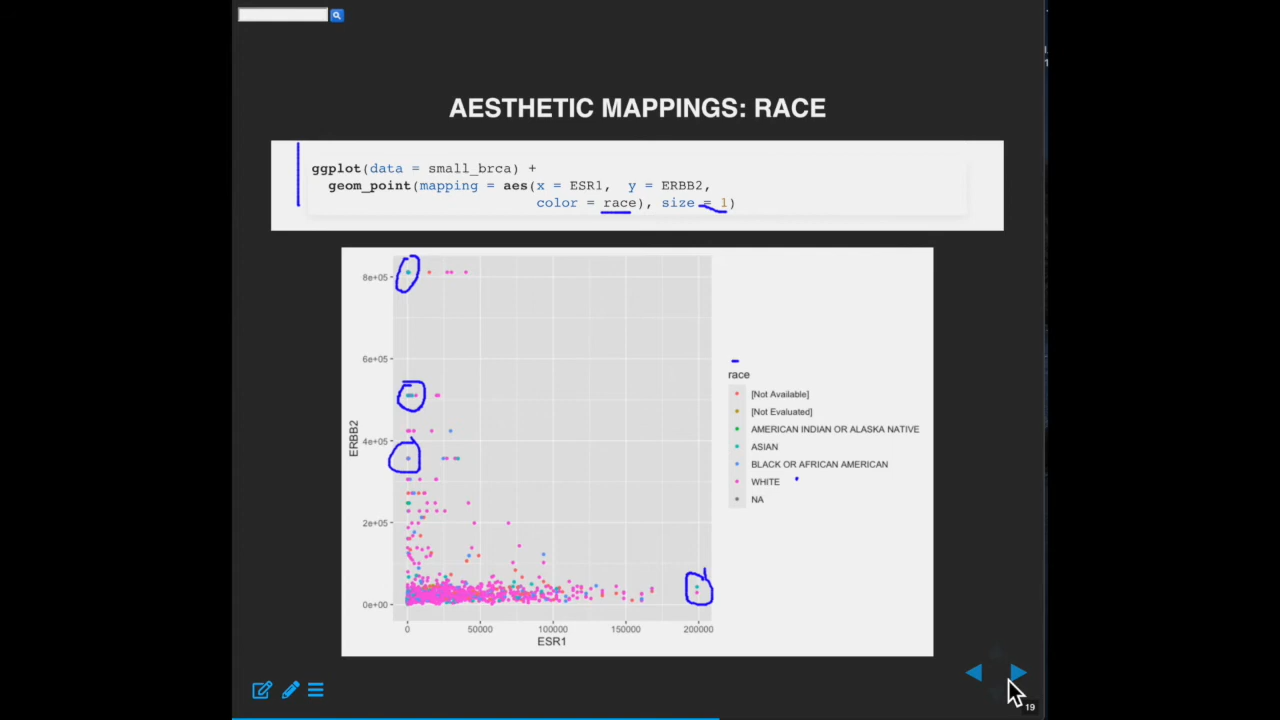 AESTHETIC MAPPINGS: RACE
ggplot(data = small_brca) +
geom_point(mapping = aes(x = ESR1, y = ERBB2,
color = race), size = 1)
8e+05
6e+05
4e+05
2e+05
0e+00
ERBB2
0 50000 100000 150000 200000
ESR1
race
[Not Available]
[Not Evaluated]
AMERICAN INDIAN OR ALASKA NATIVE
ASIAN
BLACK OR AFRICAN AMERICAN
WHITE
NA
19